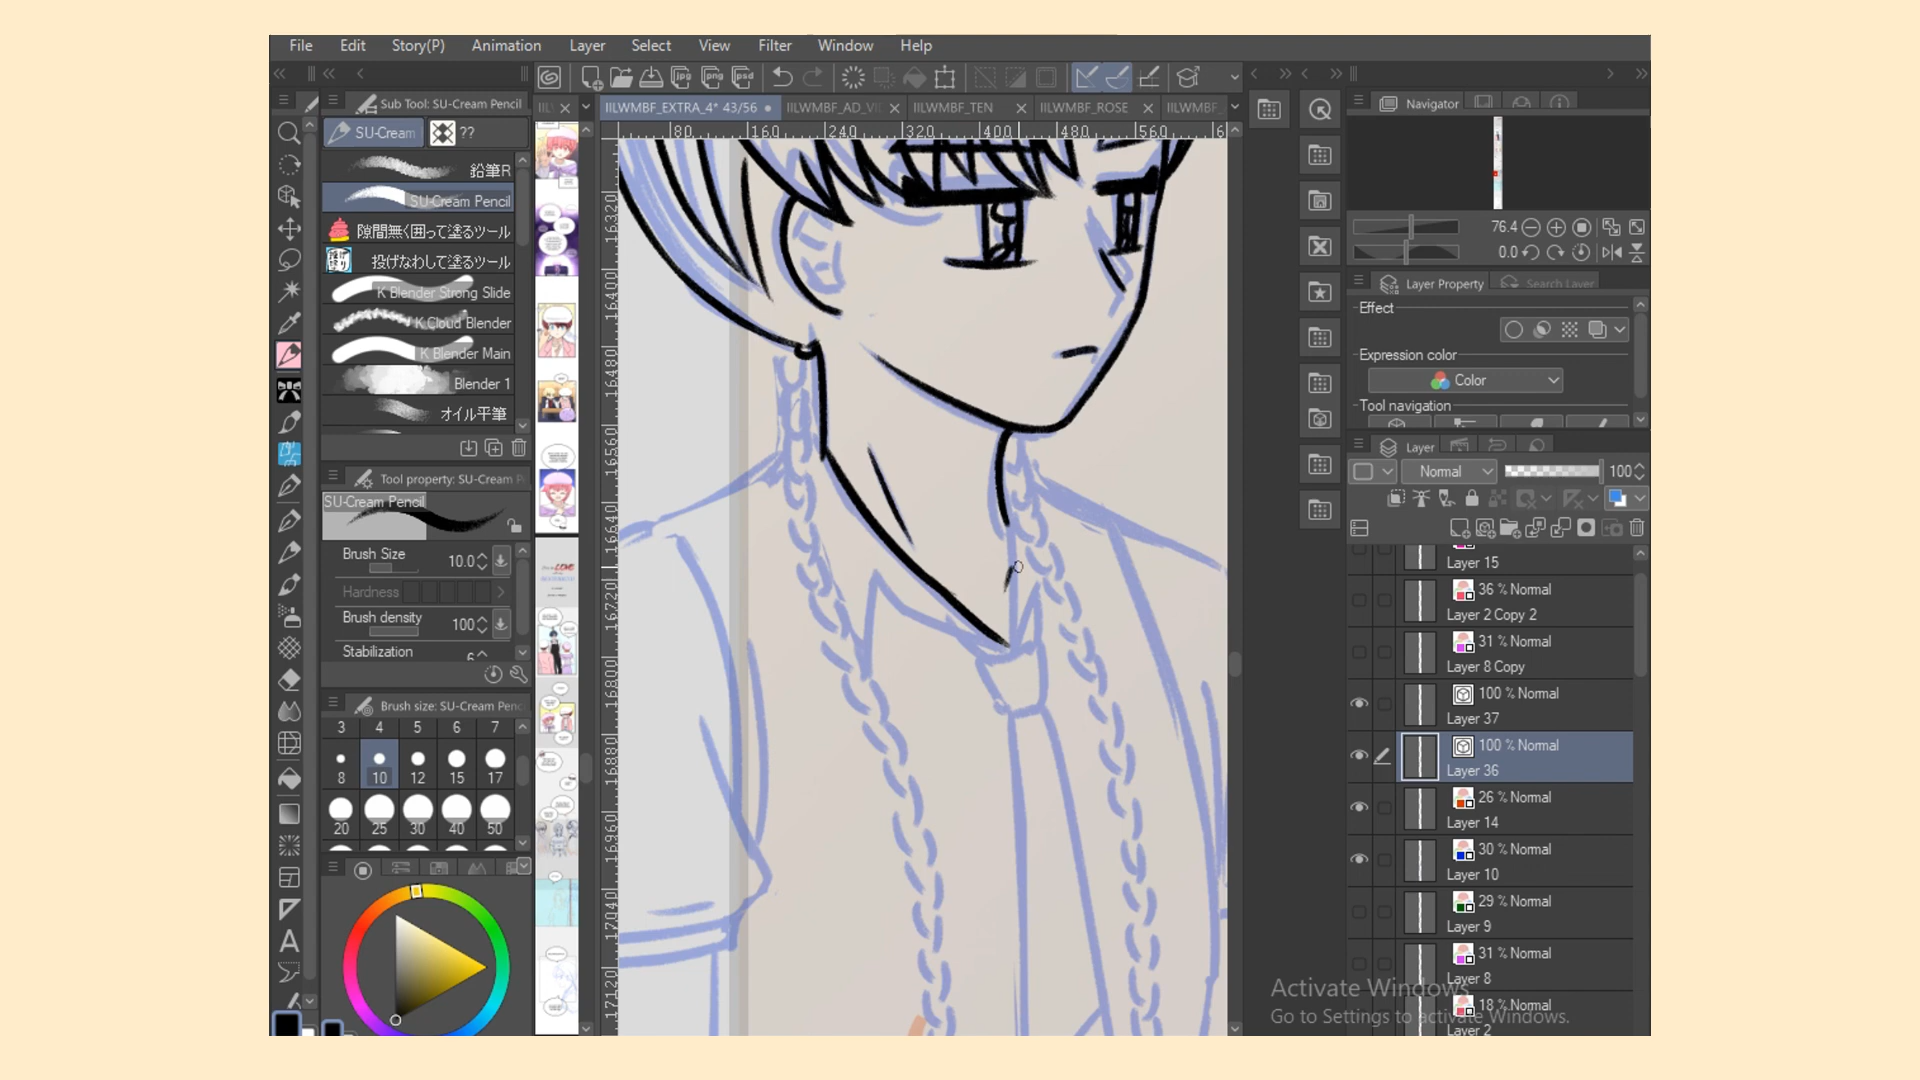 File Edit Story(P) Animation Layer Select View Filter Window Help
Sub Tool: SU-Cream Pencil
SU-Cream ??
鉛筆R
SU-Cream Pencil
隙間無く囲って塗るツール
投げなわして塗るツール
K Blender Strong Slide
K Cloud Blender
K Blender Main
Blender 1
オイル平筆
Tool property: SU-Cream P
SU-Cream Pencil
Brush Size 10.0
Hardness
Brush density 100
Stabilization 6
Brush size: SU-Cream Penc
3 4 5 6 7
8 10 12 15 17
20 25 30 40 50
jpg png psd
IILWMBF_EXTRA_4* 43/56 IILWMBF_AD_VI IILWMBF_TEN IILWMBF_ROSE IILWMBF_
80 160 240 320 400 480 560 6
16320
16400
16480
16560
16640
16720
16800
16880
16960
17040
17120
Navigator
76.4
0.0
Layer Property Search Layer
Effect
Expression color
Color
Tool navigation
Layer
Normal 100
Layer 15
36 % Normal
Layer 2 Copy 2
31 % Normal
Layer 8 Copy
100 % Normal
Layer 37
100 % Normal
Layer 36
26 % Normal
Layer 14
30 % Normal
Layer 10
29 % Normal
Layer 9
31 % Normal
Layer 8
18 % Normal
Layer 2
Activate Windows
Go to Settings to activate Windows.